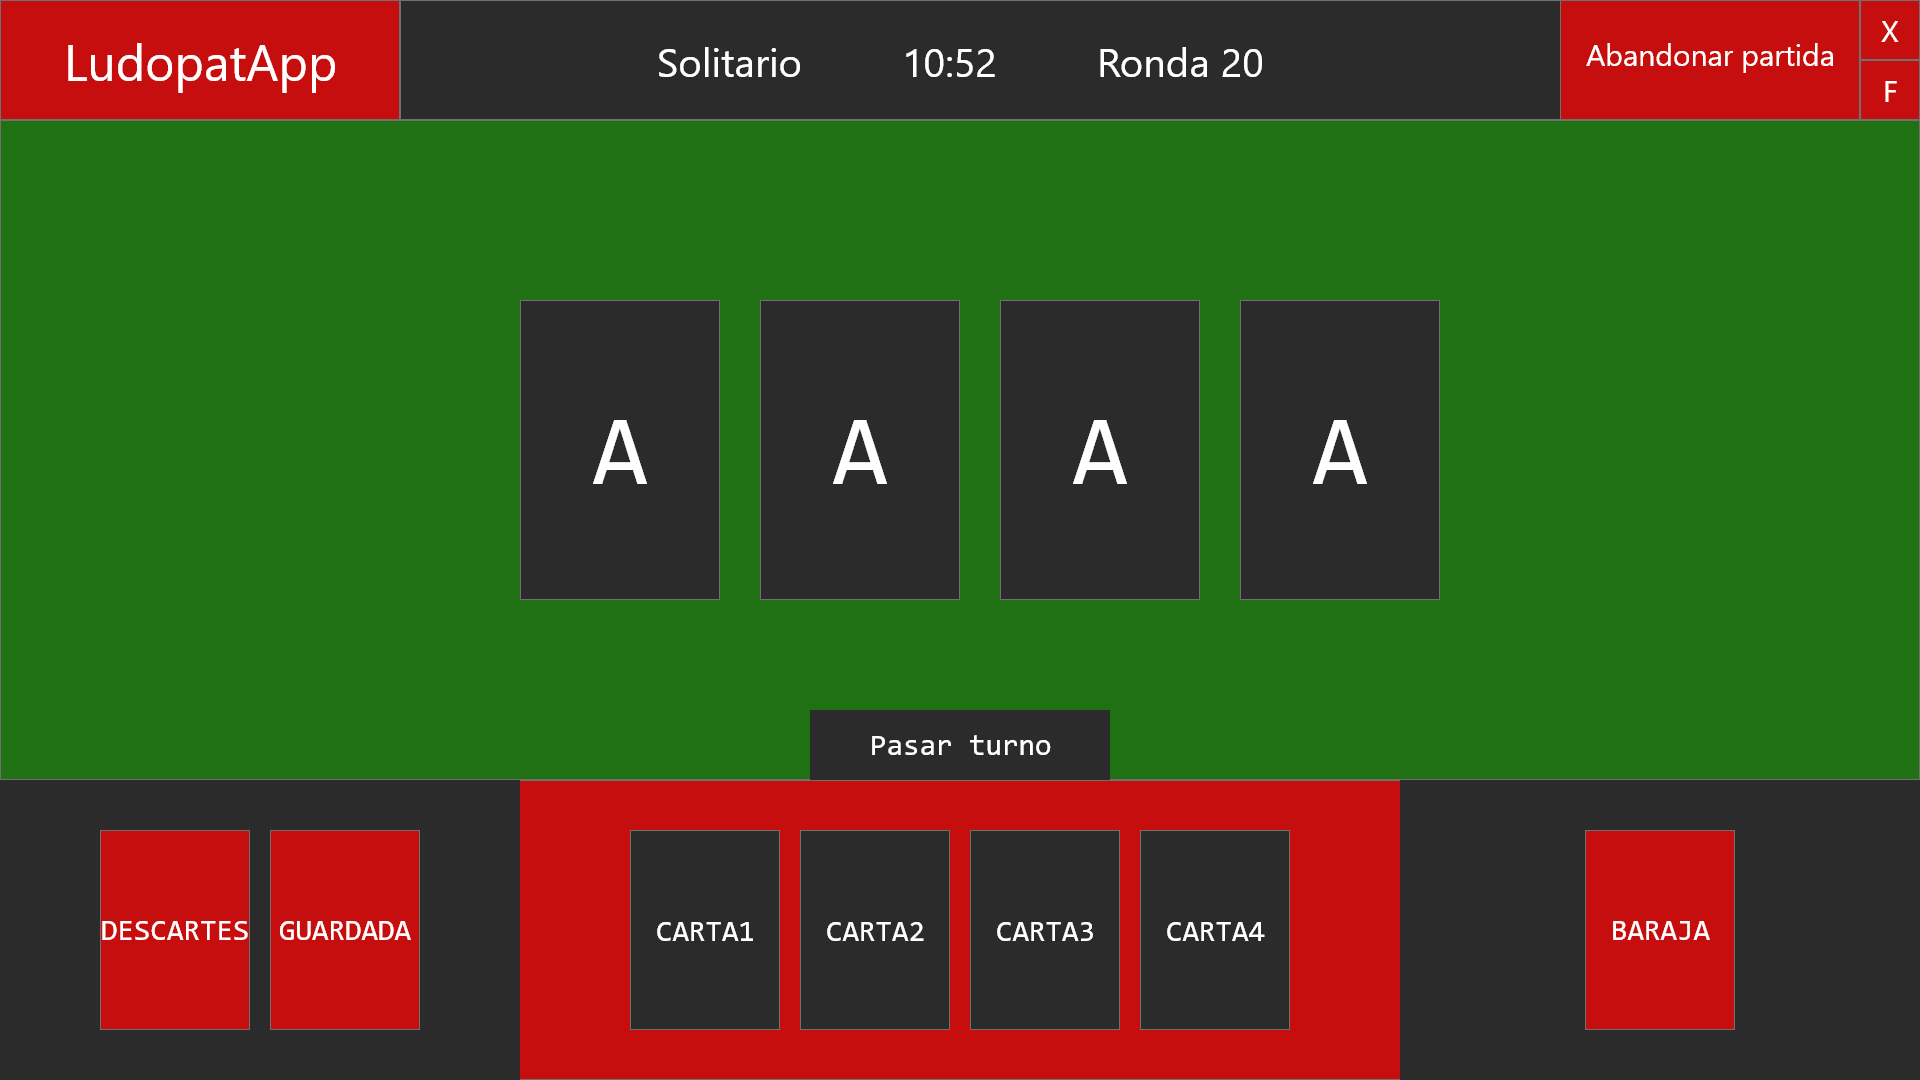 LudopatApp
Solitario 10:52 Ronda 20
Abandonar partida
X
F
A A A A
Pasar turno
DESCARTES GUARDADA CARTA1 CARTA2 CARTA3 CARTA4 BARAJA